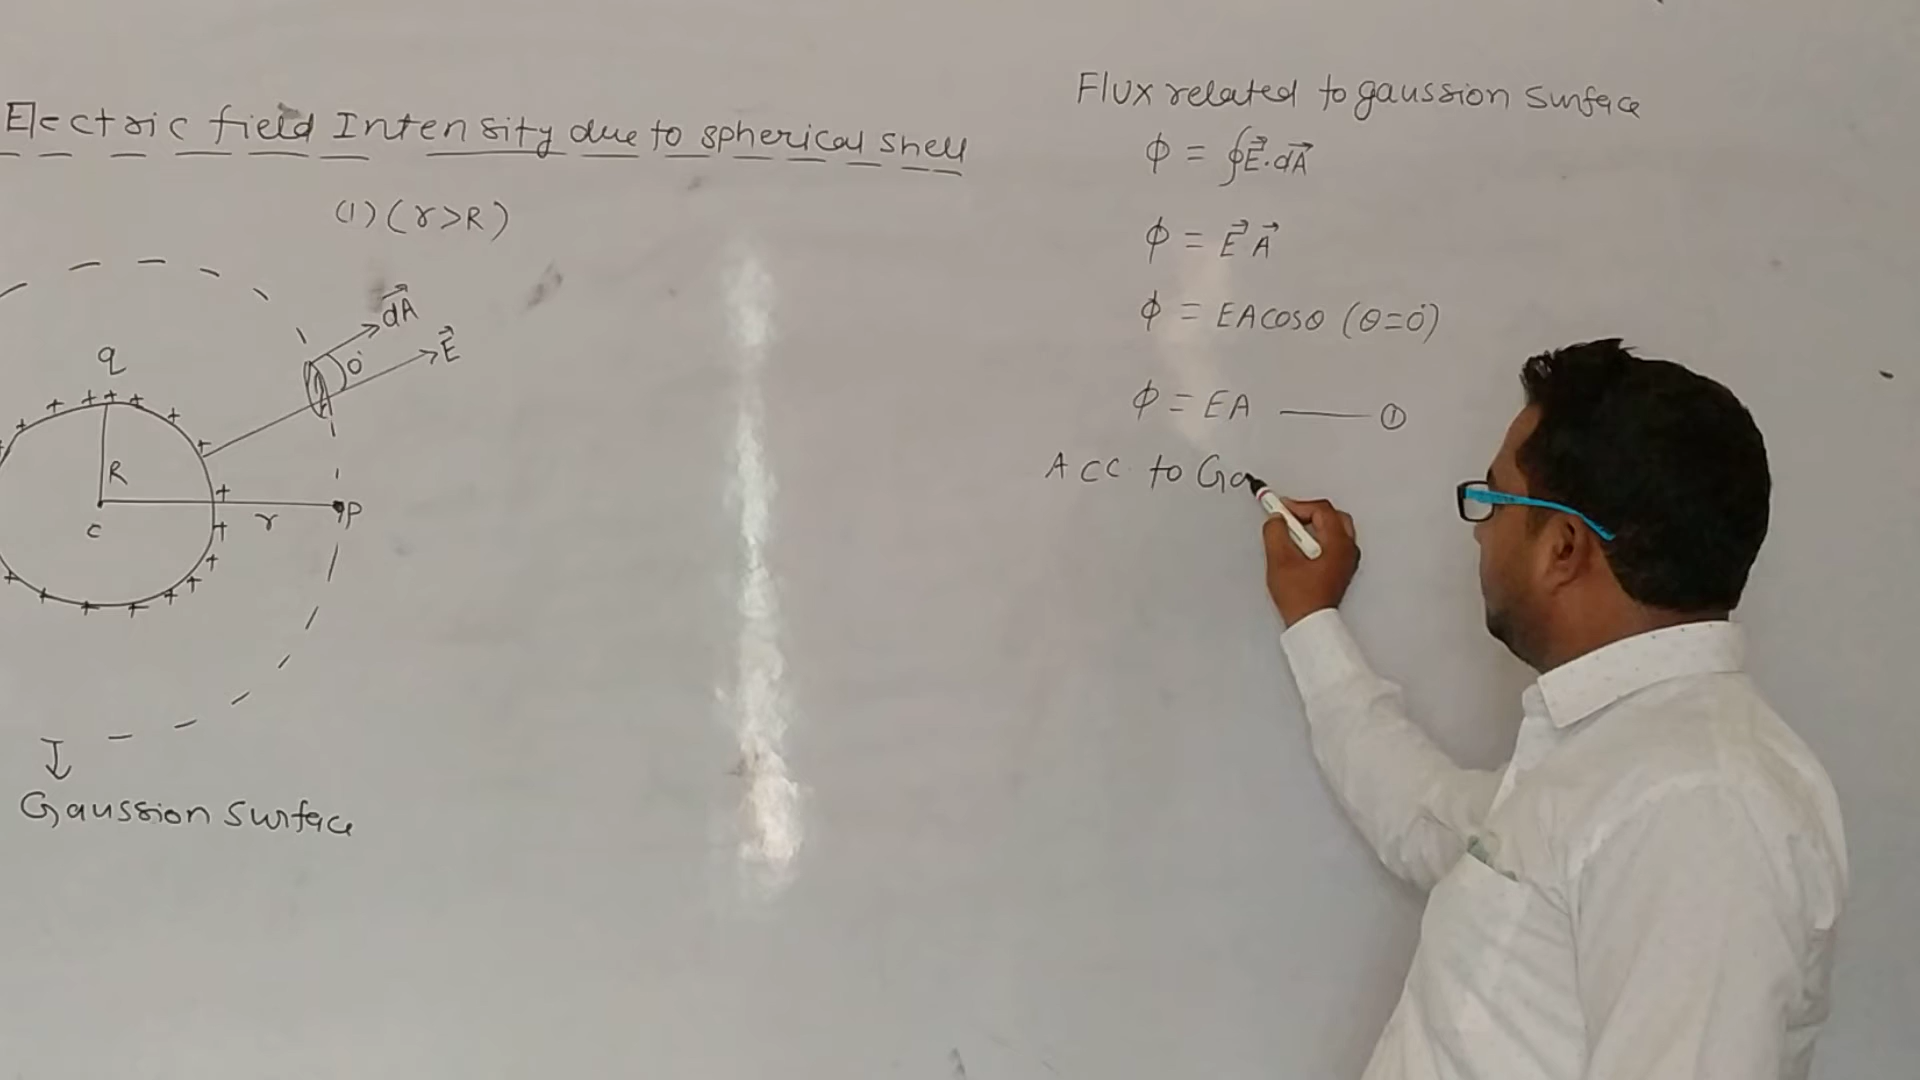 Electric field Intensity due to spherical shell
(1) (r>R)
dA⃗
E⃗
0°
q
+ + + + + + + + + + + + + + + + + +
R
C
r
P
Gaussion surface
Flux related to gaussion surface
ϕ = ∮E⃗.dA⃗
ϕ = E⃗ A⃗
ϕ = EAcosθ (θ=0°)
ϕ = EA —— ①
Acc. to Ga